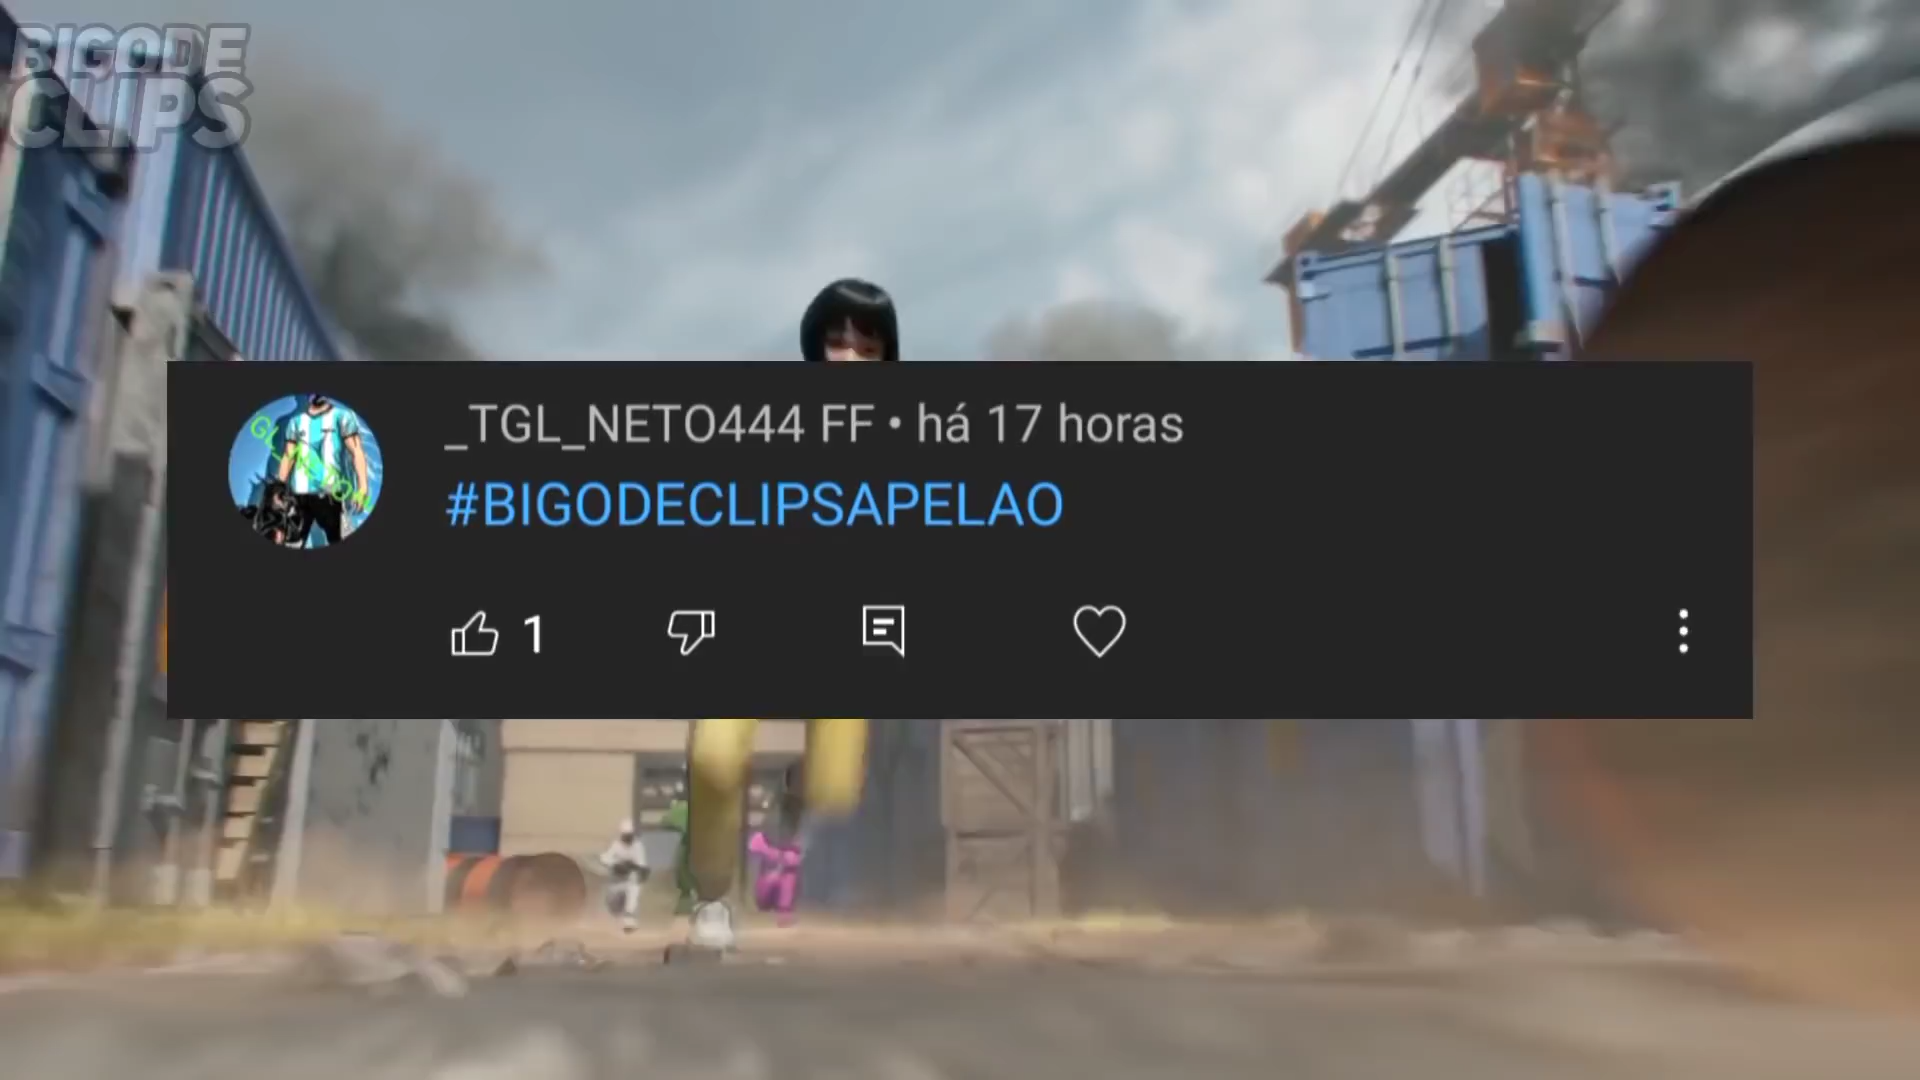 BIGODE
CLIPS
_TGL_NETO444 FF • há 17 horas
#BIGODECLIPSAPELAO
1